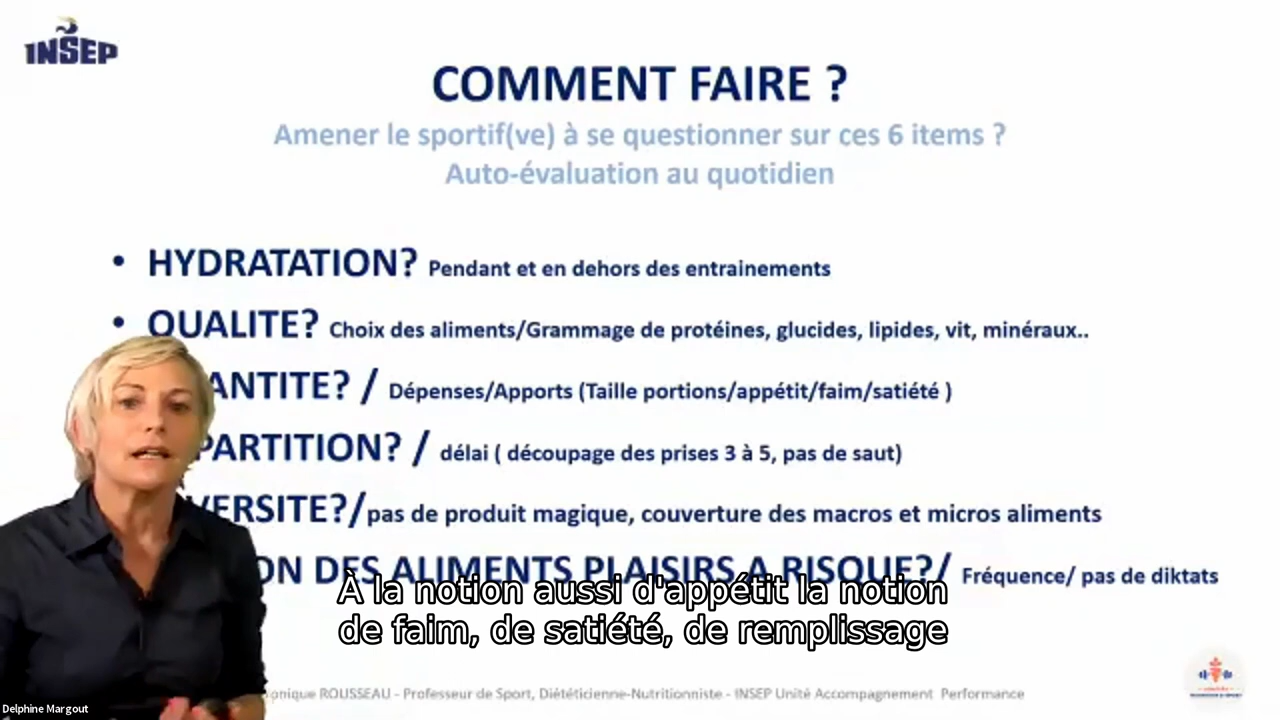 INSEP
COMMENT FAIRE ?
Amener le sportif(ve) à se questionner sur ces 6 items ?
Auto-évaluation au quotidien
• HYDRATATION? Pendant et en dehors des entrainements
• QUALITE? Choix des aliments/Grammage de protéines, glucides, lipides, vit, minéraux..
ANTITE? / Dépenses/Apports (Taille portions/appétit/faim/satiété )
PARTITION? / délai ( découpage des prises 3 à 5, pas de saut)
VERSITE?/pas de produit magique, couverture des macros et micros aliments
ON DES ALIMENTS PLAISIRS A RISQUE?/ Fréquence/ pas de diktats
À la notion aussi d'appétit la notion
de faim, de satiété, de remplissage
onique ROUSSEAU - Professeur de Sport, Diététicienne-Nutritionniste - INSEP Unité Accompagnement Performance
Delphine Margout